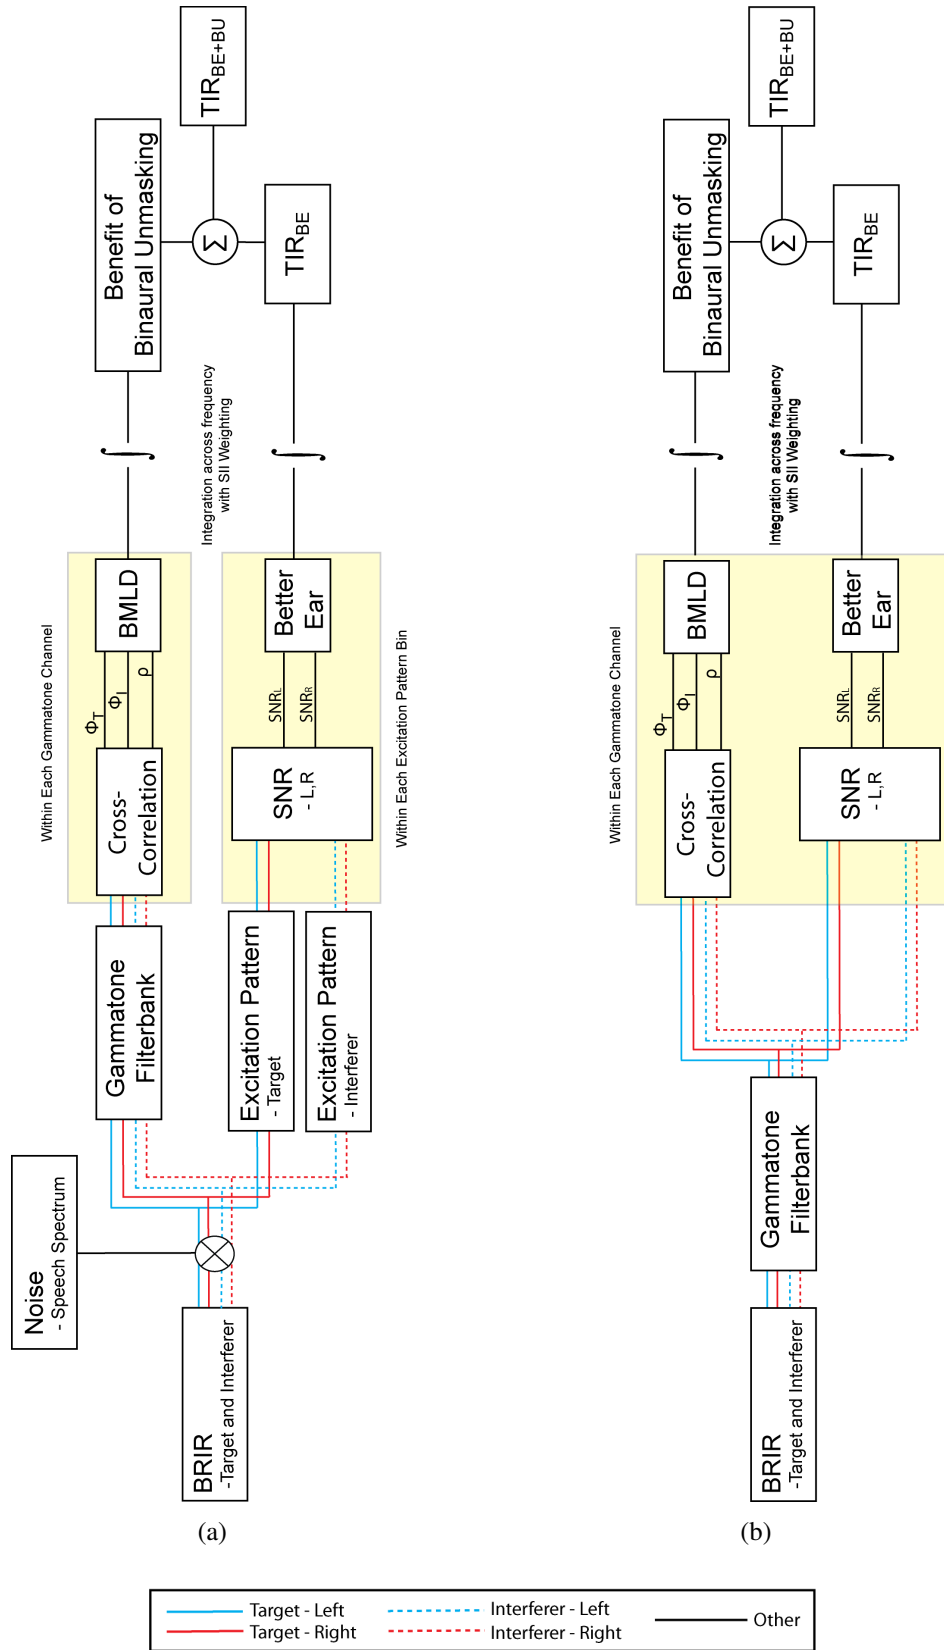 Noise
- Speech Spectrum
BRIR
-Target and Interferer
Gammatone
Filterbank
Excitation Pattern
- Target
Excitation Pattern
- Interferer
Within Each Gammatone Channel
Cross-
Correlation
ΦT
ΦI
ρ
BMLD
SNR
- L,R
SNRL
SNRR
Better
Ear
Within Each Excitation Pattern Bin
Integration across frequency
with SII Weighting
∫
∫
Benefit of
Binaural Unmasking
Σ
TIRBE
TIRBE+BU
(a)
BRIR
-Target and Interferer
Gammatone
Filterbank
Within Each Gammatone Channel
Cross-
Correlation
ΦT
ΦI
ρ
BMLD
SNR
- L,R
SNRL
SNRR
Better
Ear
Integration across frequency
with SII Weighting
∫
∫
Benefit of
Binaural Unmasking
Σ
TIRBE
TIRBE+BU
(b)
Target - Left
Target - Right
Interferer - Left
Interferer - Right
Other